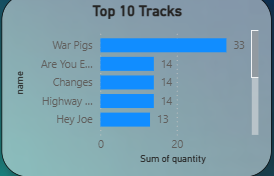 Top 10 Tracks
War Pigs 33
Are You E... 14
Changes 14
Highway ... 14
Hey Joe 13
name
0 20
Sum of quantity